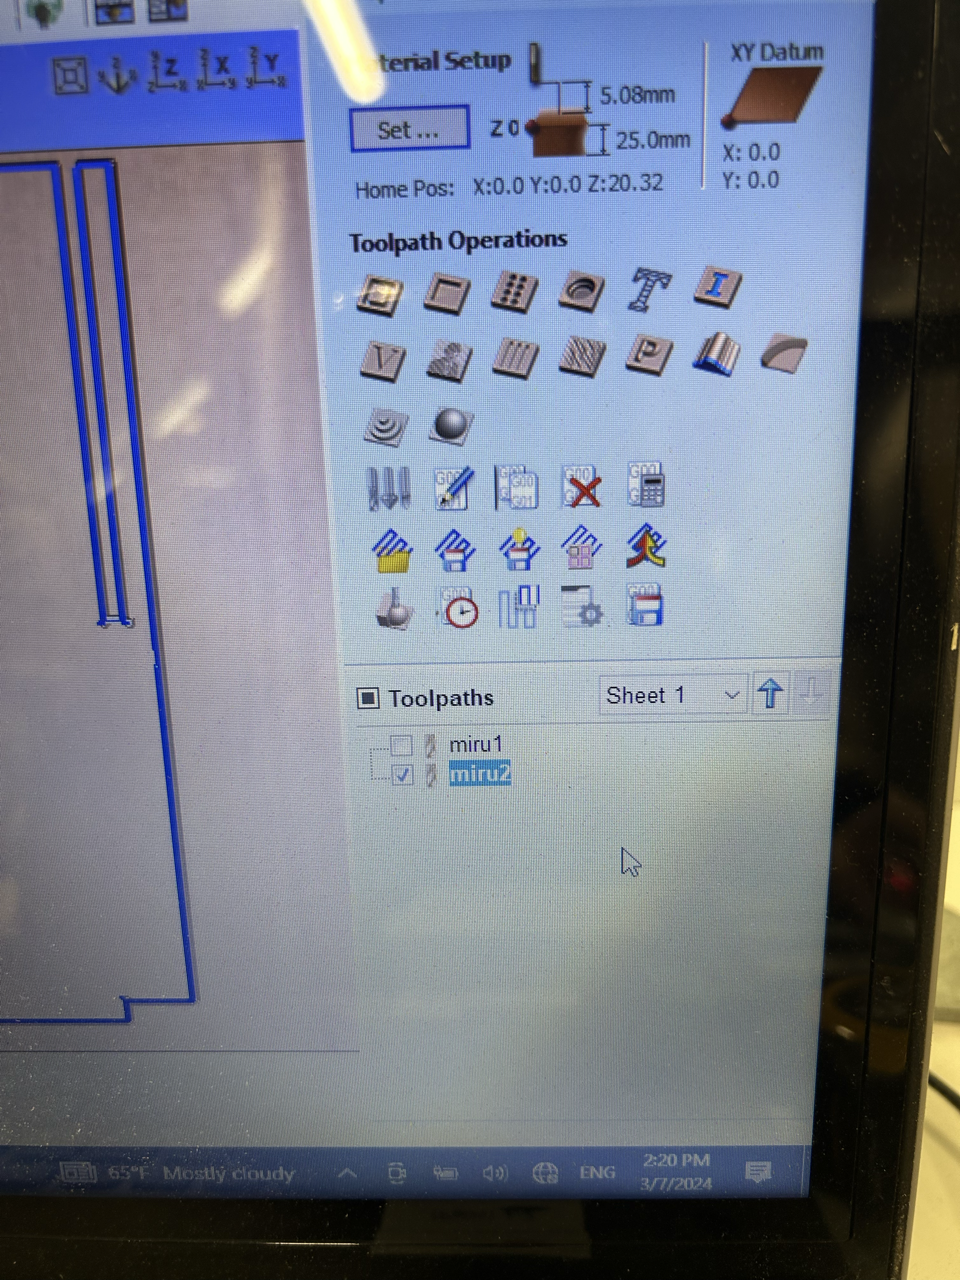 terial Setup
XY Datum
5.08mm
Set ...
Z 0
25.0mm
X: 0.0
Y: 0.0
Home Pos: X:0.0 Y:0.0 Z:20.32
Toolpath Operations
Toolpaths
Sheet 1
miru1
miru2
65°F Mostly cloudy
ENG
2:20 PM
3/7/2024